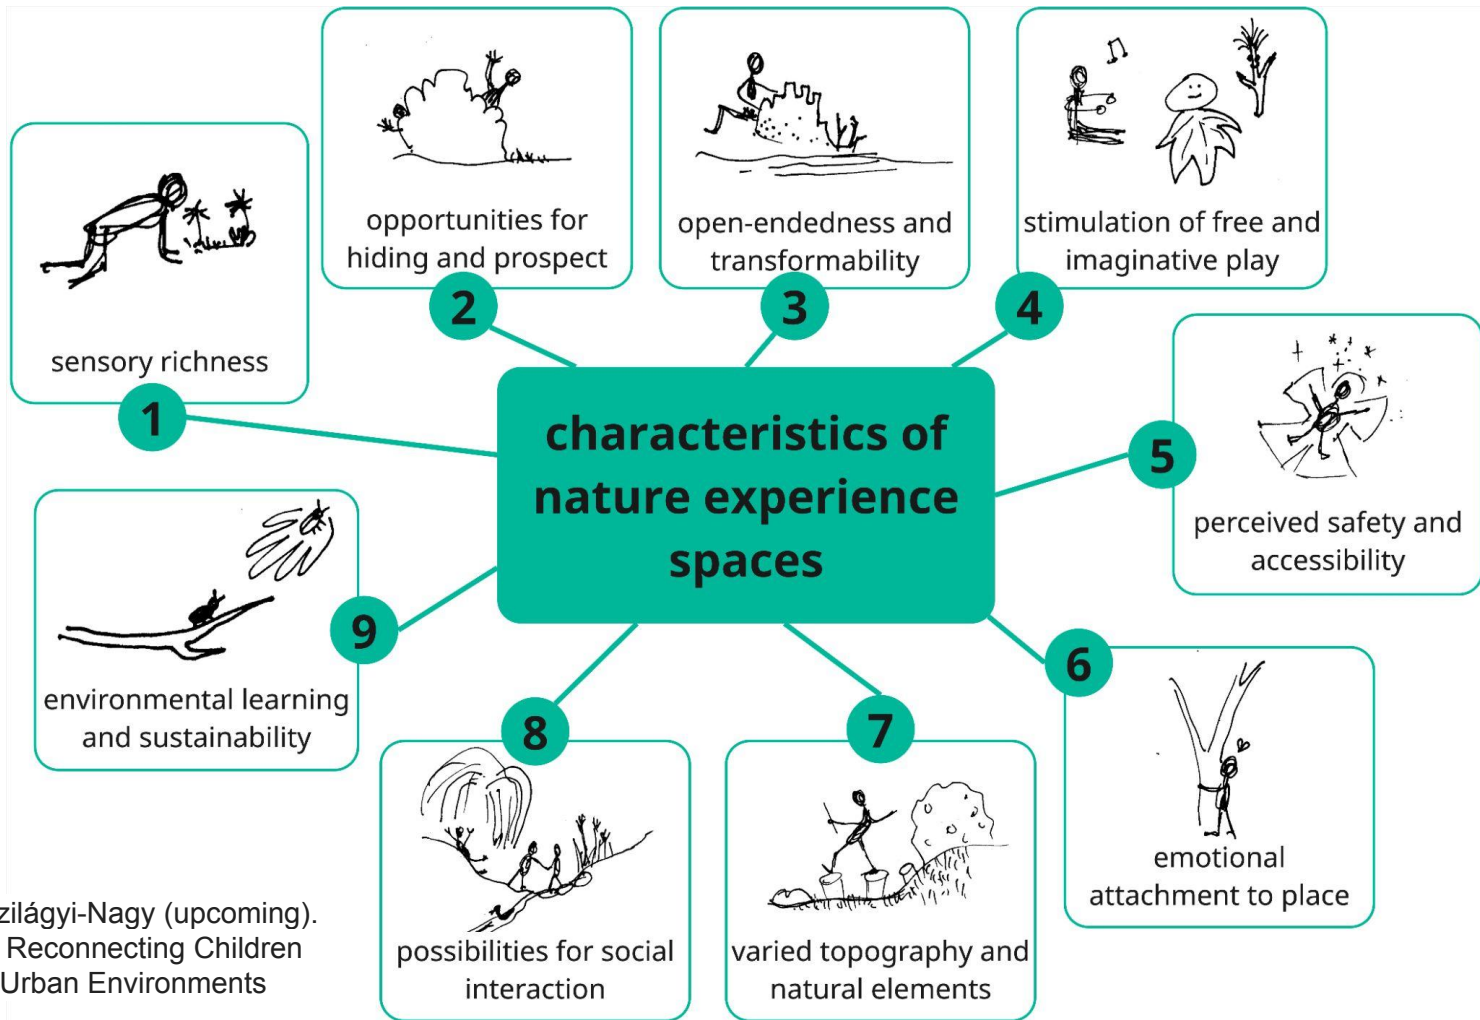 characteristics of
nature experience
spaces
sensory richness
1
opportunities for
hiding and prospect
2
open-endedness and
transformability
3
stimulation of free and
imaginative play
4
5
perceived safety and
accessibility
6
emotional
attachment to place
7
varied topography and
natural elements
8
possibilities for social
interaction
9
environmental learning
and sustainability
zilágyi-Nagy (upcoming).
Reconnecting Children
Urban Environments